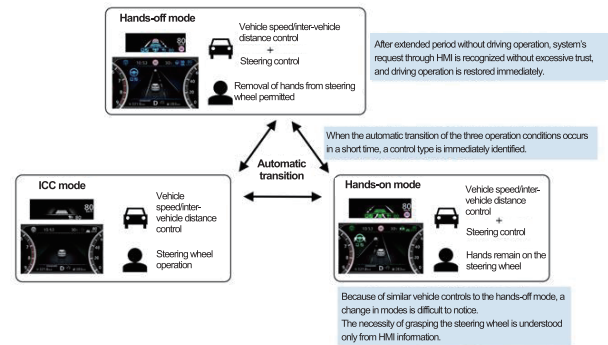 Hands-off mode
Vehicle speed/inter-vehicle
distance control
+
Steering control
Removal of hands from steering
wheel permitted
80
After extended period without driving operation, system's
request through HMI is recognized without excessive trust,
and driving operation is restored immediately.
When the automatic transition of the three operation conditions occurs
in a short time, a control type is immediately identified.
Automatic
transition
ICC mode
80
Vehicle
speed/inter-
vehicle distance
control
Steering wheel
operation
Hands-on mode
80
Vehicle speed/inter-
vehicle distance
control
+
Steering control
Hands remain on the
steering wheel
Because of similar vehicle controls to the hands-off mode, a
change in modes is difficult to notice.
The necessity of grasping the steering wheel is understood
only from HMI information.